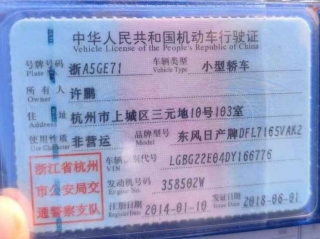 中华人民共和国机动车行驶证
Vehicle License of the People's Republic of China
号牌号码 浙A5GE71 车辆类型 小型轿车
Plate No. Vehicle Type
所有人 许鹏
Owner
住址 杭州市上城区三元地10号103室
Address
使用性质 非营运 品牌型号 东风日产牌DFL7165VAK2
Use Character Model
浙江省杭州
市公安局交
通警察支队
车辆识别代号 LGBG22E04DY166776
VIN
发动机号码 358502W
Engine No.
注册日期 2014-01-10 发证日期 2018-06-01
Register Date Issue Date